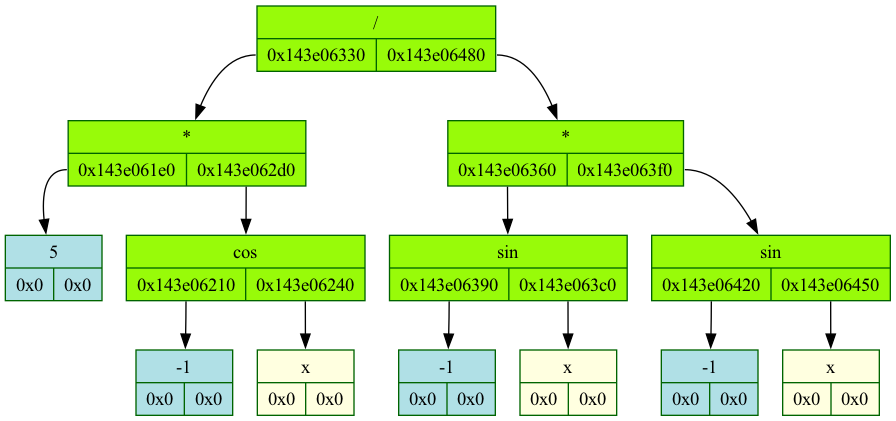 /
0x143e06330 0x143e06480
* *
0x143e061e0 0x143e062d0 0x143e06360 0x143e063f0
5 cos sin sin
0x0 0x0 0x143e06210 0x143e06240 0x143e06390 0x143e063c0 0x143e06420 0x143e06450
-1 x -1 x -1 x
0x0 0x0 0x0 0x0 0x0 0x0 0x0 0x0 0x0 0x0 0x0 0x0